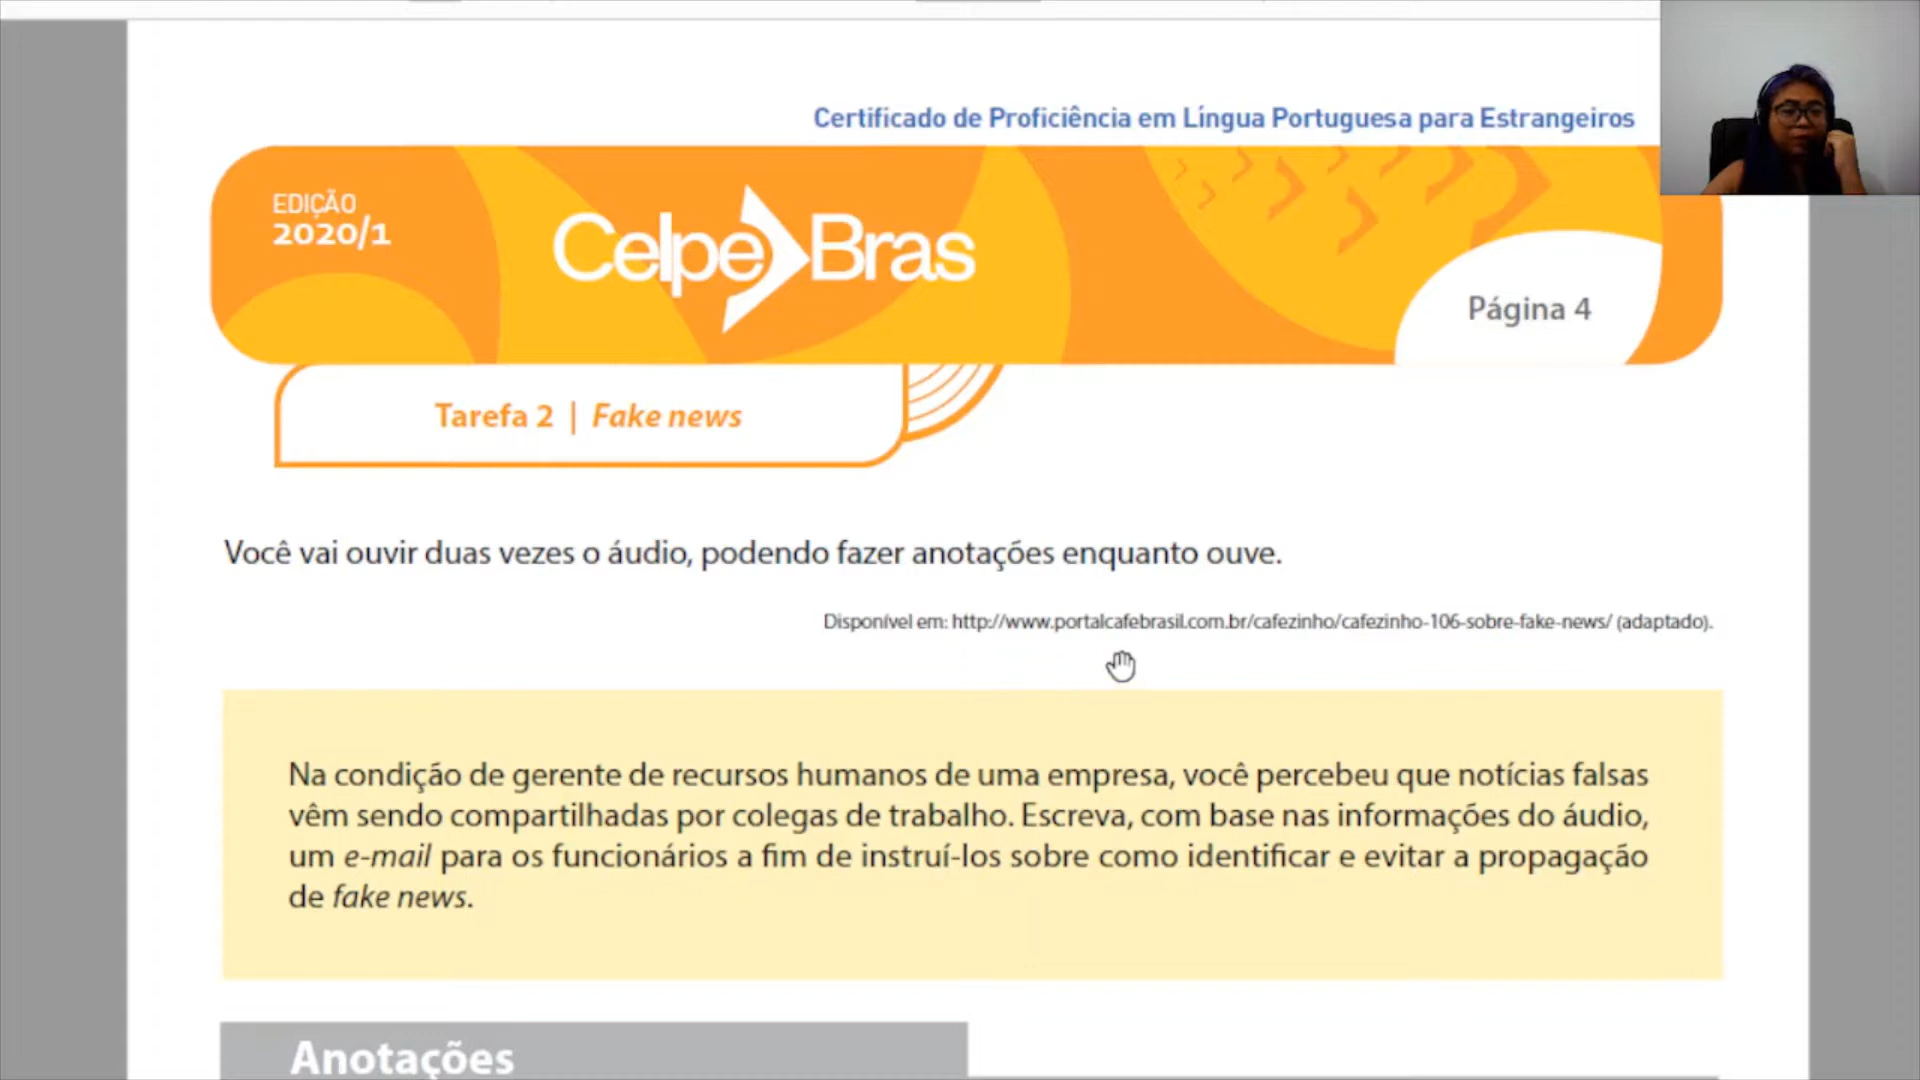 Certificado de Proficiência em Língua Portuguesa para Estrangeiros
EDIÇÃO
2020/1
Celpe Bras
Página 4
Tarefa 2 | Fake news
Você vai ouvir duas vezes o áudio, podendo fazer anotações enquanto ouve.
Disponível em: http://www.portalcafebrasil.com.br/cafezinho/cafezinho-106-sobre-fake-news/ (adaptado).
Na condição de gerente de recursos humanos de uma empresa, você percebeu que notícias falsas
vêm sendo compartilhadas por colegas de trabalho. Escreva, com base nas informações do áudio,
um e-mail para os funcionários a fim de instruí-los sobre como identificar e evitar a propagação
de fake news.
Anotações